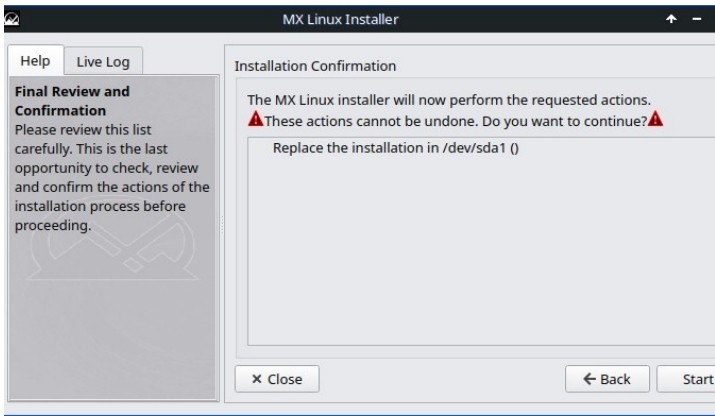 MX Linux Installer
Help
Live Log
Final Review and
Confirmation
Please review this list
carefully. This is the last
opportunity to check, review
and confirm the actions of the
installation process before
proceeding.
Installation Confirmation
The MX Linux installer will now perform the requested actions.
These actions cannot be undone. Do you want to continue?
Replace the installation in /dev/sda1 ()
Close
Back
Start